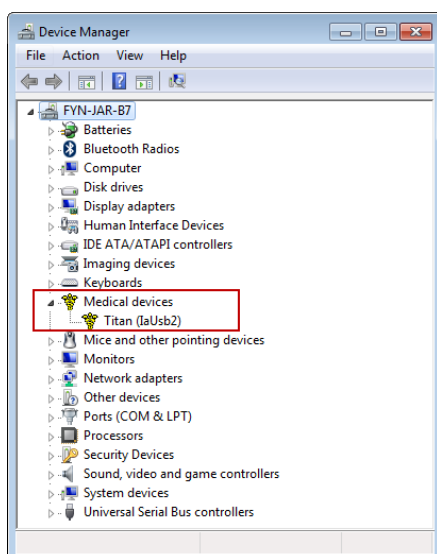 Device Manager
File Action View Help
FYN-JAR-B7
Batteries
Bluetooth Radios
Computer
Disk drives
Display adapters
Human Interface Devices
IDE ATA/ATAPI controllers
Imaging devices
Keyboards
Medical devices
Titan (IaUsb2)
Mice and other pointing devices
Monitors
Network adapters
Other devices
Ports (COM & LPT)
Processors
Security Devices
Sound, video and game controllers
System devices
Universal Serial Bus controllers